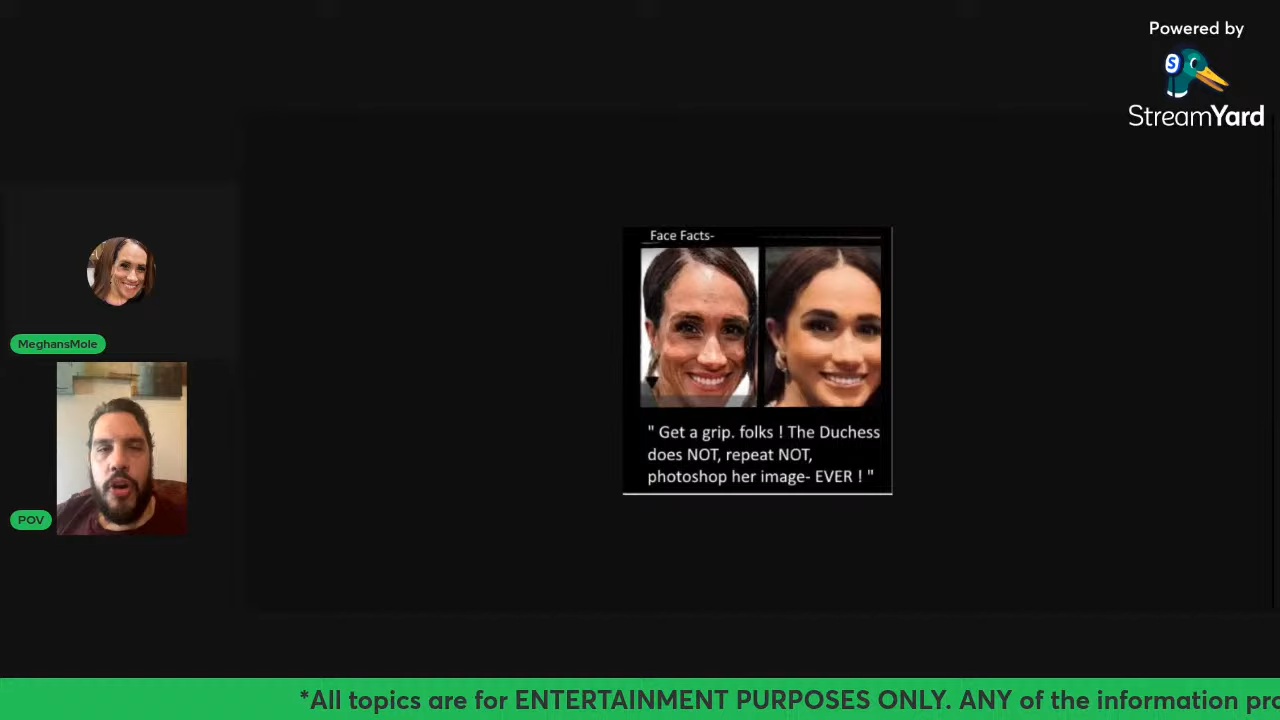 Powered by
S
StreamYard
Face Facts-
" Get a grip. folks ! The Duchess
does NOT, repeat NOT,
photoshop her image- EVER ! "
MeghansMole
POV
*All topics are for ENTERTAINMENT PURPOSES ONLY. ANY of the information pro